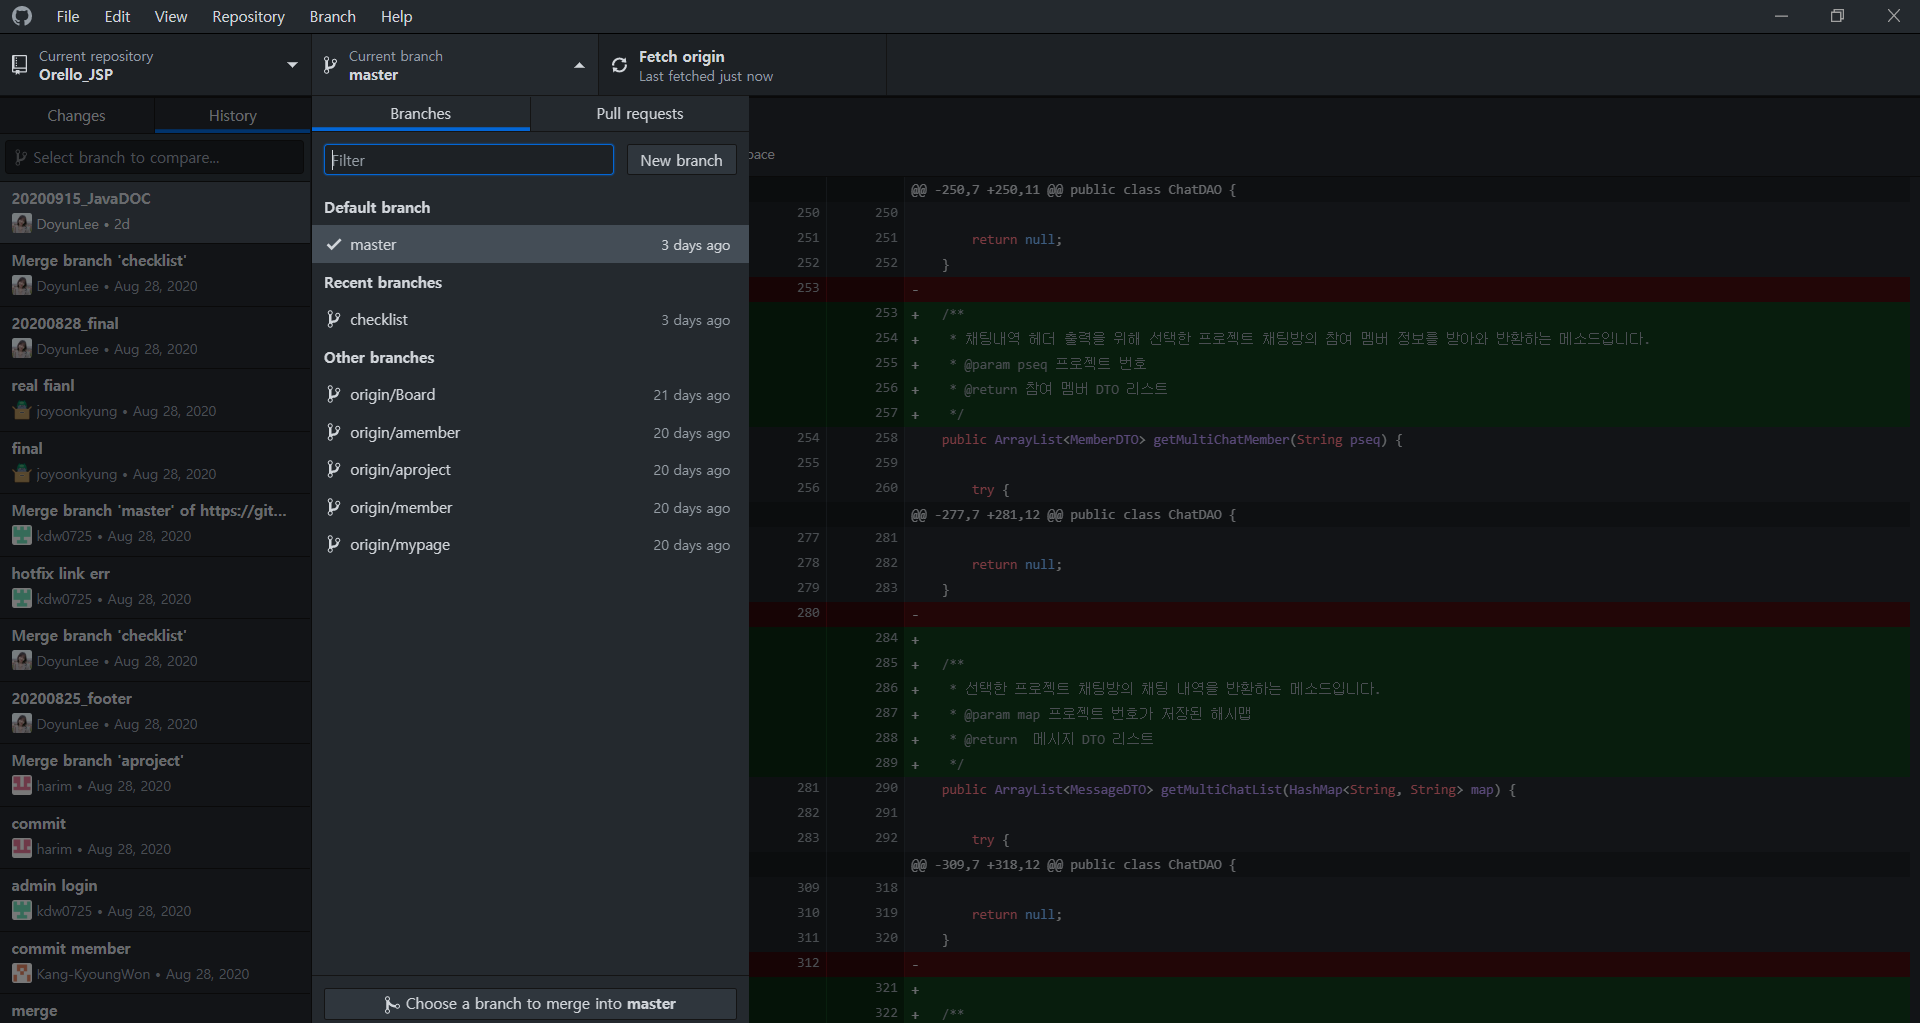 File Edit View Repository Branch Help
Current repository
Orello_JSP
Current branch
master
Fetch origin
Last fetched just now
Changes History
Select branch to compare...
20200915_JavaDOC
DoyunLee • 2d
Merge branch 'checklist'
DoyunLee • Aug 28, 2020
20200828_final
DoyunLee • Aug 28, 2020
real fianl
joyoonkyung • Aug 28, 2020
final
joyoonkyung • Aug 28, 2020
Merge branch 'master' of https://git...
kdw0725 • Aug 28, 2020
hotfix link err
kdw0725 • Aug 28, 2020
Merge branch 'checklist'
DoyunLee • Aug 28, 2020
20200825_footer
DoyunLee • Aug 28, 2020
Merge branch 'aproject'
harim • Aug 28, 2020
commit
harim • Aug 28, 2020
admin login
kdw0725 • Aug 28, 2020
commit member
Kang-KyoungWon • Aug 28, 2020
merge
Branches Pull requests
Filter New branch
Default branch
master 3 days ago
Recent branches
checklist 3 days ago
Other branches
origin/Board 21 days ago
origin/amember 20 days ago
origin/aproject 20 days ago
origin/member 20 days ago
origin/mypage 20 days ago
Choose a branch to merge into master
pace
@@ -250,7 +250,11 @@ public class ChatDAO {
250 250
251 251 return null;
252 252 }
253 -
253 + /**
254 + * 채팅내역 헤더 출력을 위해 선택한 프로젝트 채팅방의 참여 멤버 정보를 받아와 반환하는 메소드입니다.
255 + * @param pseq 프로젝트 번호
256 + * @return 참여 멤버 DTO 리스트
257 + */
254 258 public ArrayList<MemberDTO> getMultiChatMember(String pseq) {
255 259
256 260 try {
@@ -277,7 +281,12 @@ public class ChatDAO {
277 281
278 282 return null;
279 283 }
280 -
284 +
285 + /**
286 + * 선택한 프로젝트 채팅방의 채팅 내역을 반환하는 메소드입니다.
287 + * @param map 프로젝트 번호가 저장된 해시맵
288 + * @return 메시지 DTO 리스트
289 + */
281 290 public ArrayList<MessageDTO> getMultiChatList(HashMap<String, String> map) {
282 291
283 292 try {
@@ -309,7 +318,12 @@ public class ChatDAO {
309 318
310 319 return null;
311 320 }
312 -
321 +
322 + /**